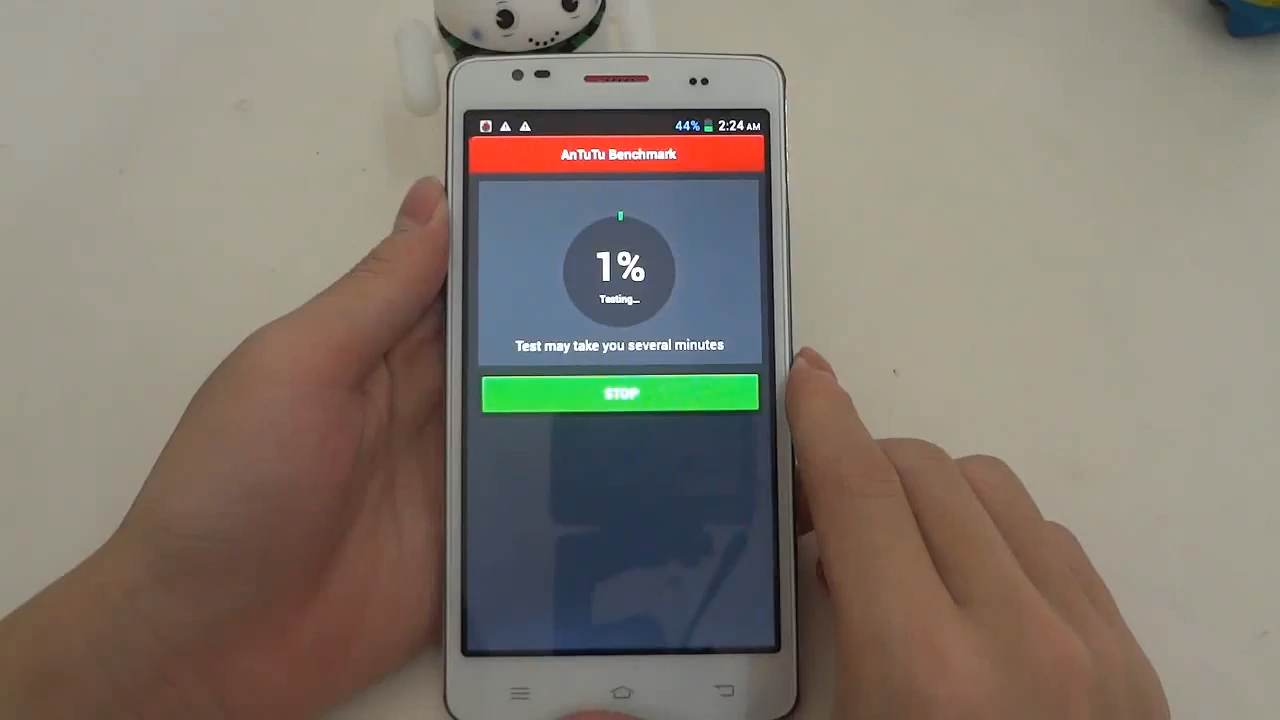 44% 2:24 AM
AnTuTu Benchmark
1%
Testing...
Test may take you several minutes
STOP